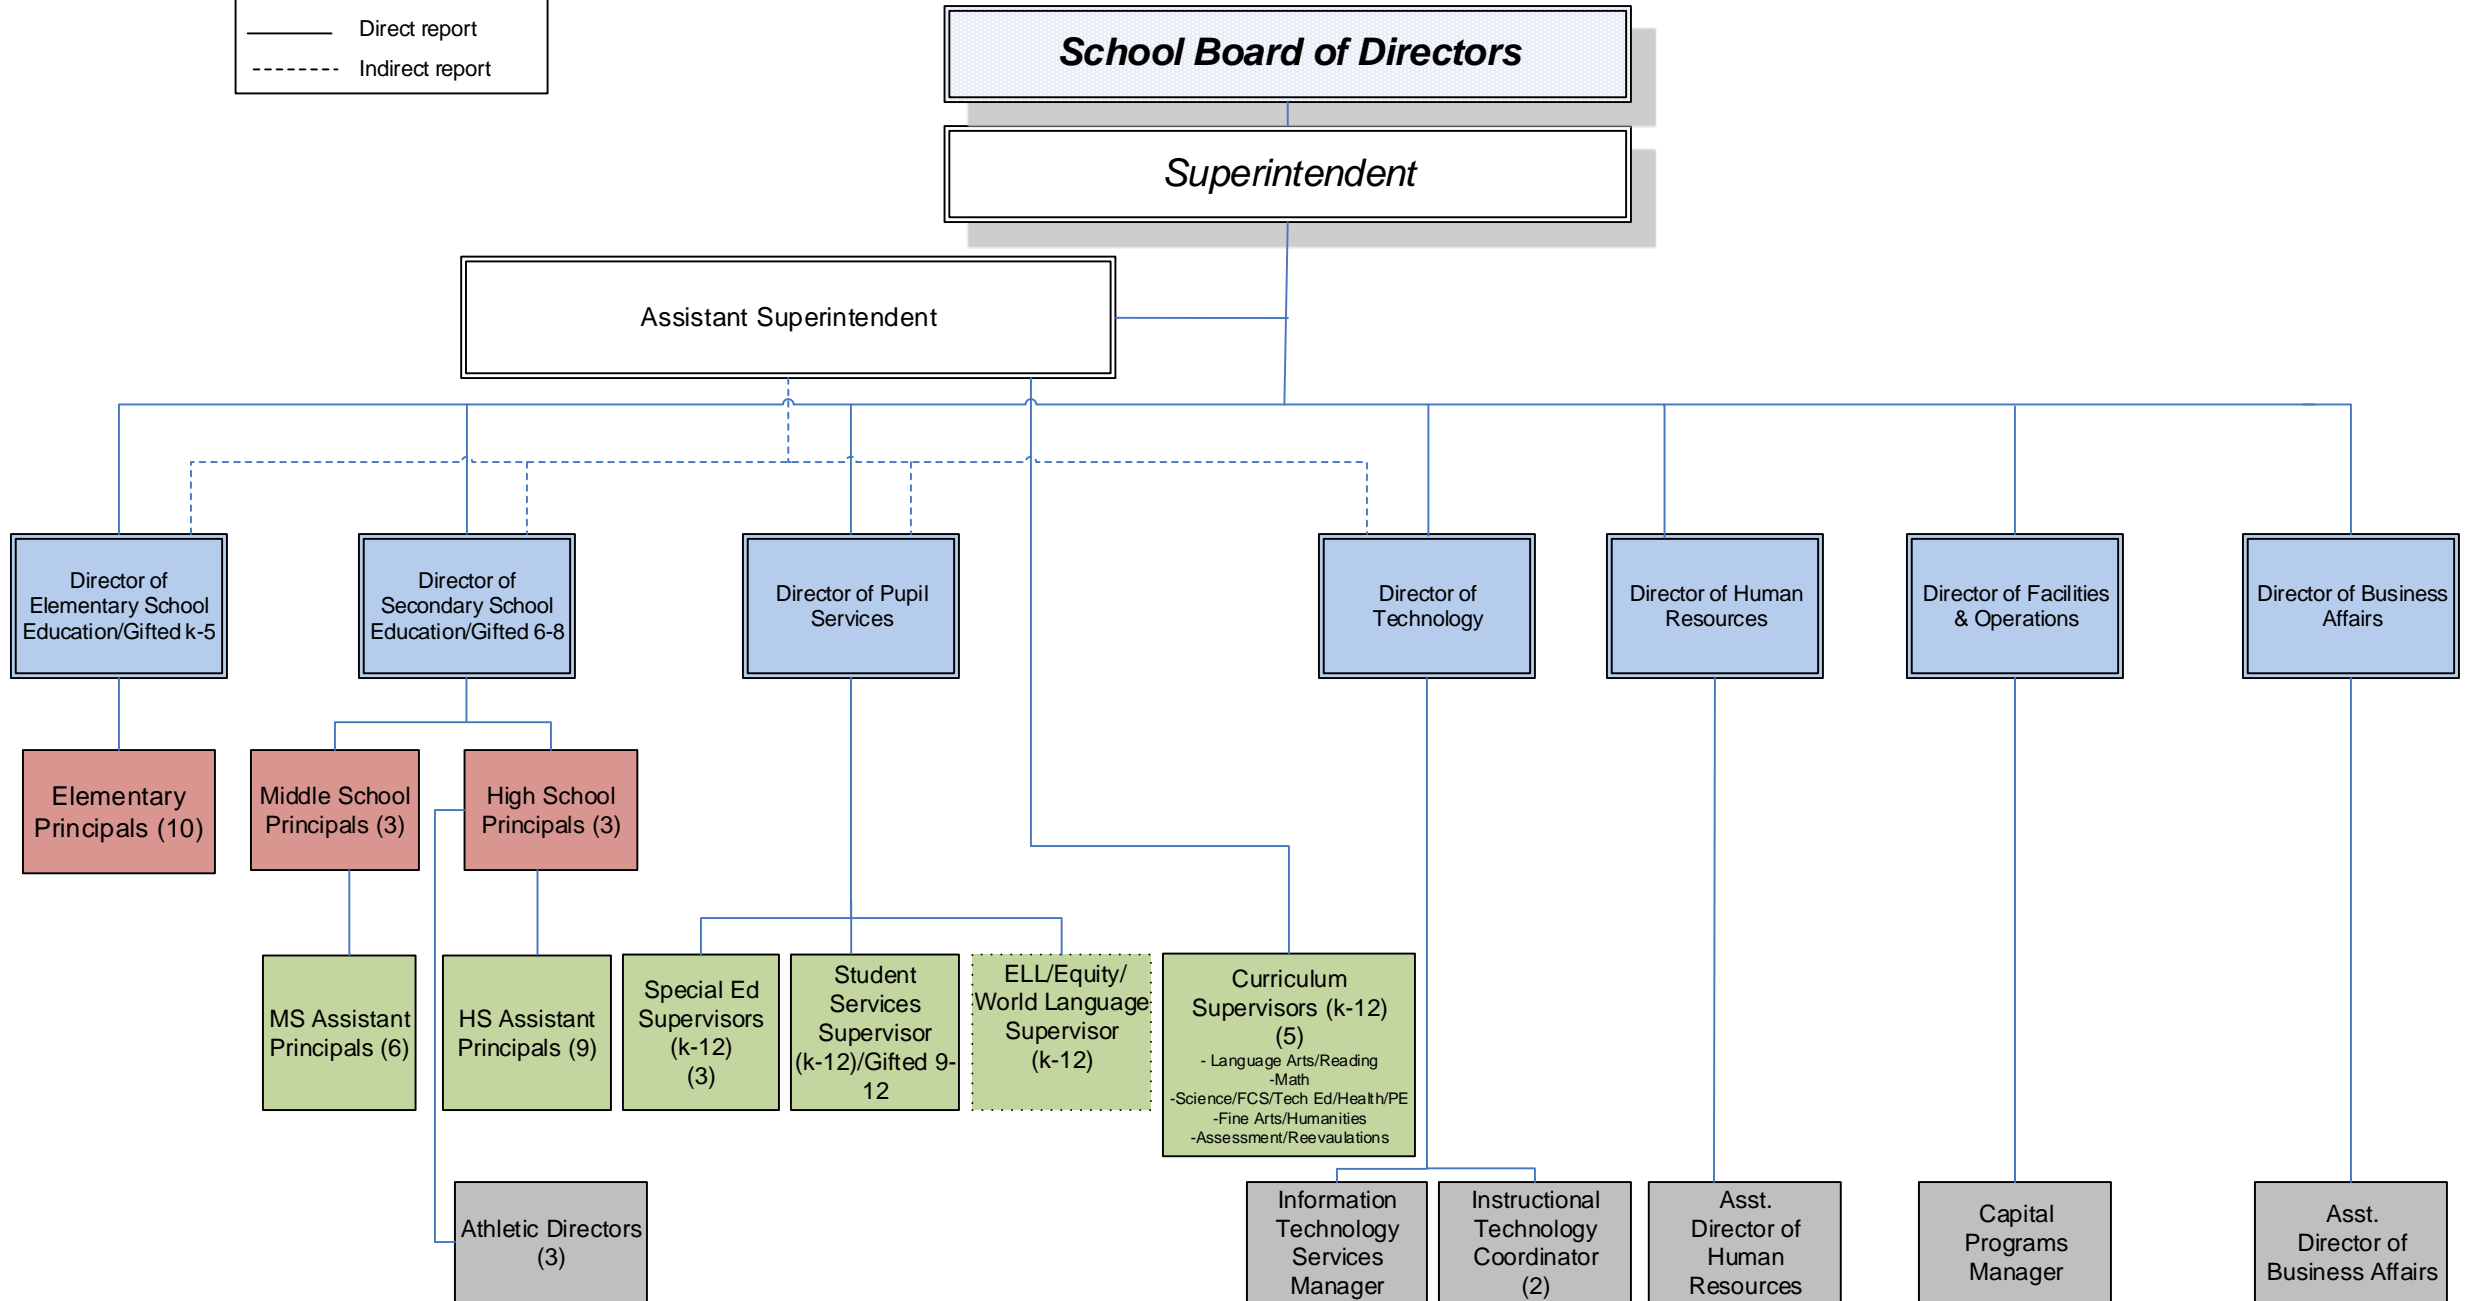 Direct report
Indirect report
School Board of Directors
Superintendent
Assistant Superintendent
Director of
Elementary School
Education/Gifted k-5
Director of
Secondary School
Education/Gifted 6-8
Director of Pupil
Services
Director of
Technology
Director of Human
Resources
Director of Facilities
& Operations
Director of Business
Affairs
Elementary
Principals (10)
Middle School
Principals (3)
High School
Principals (3)
MS Assistant
Principals (6)
HS Assistant
Principals (9)
Special Ed
Supervisors
(k-12)
(3)
Student
Services
Supervisor
(k-12)/Gifted 9-
12
ELL/Equity/
World Language
Supervisor
(k-12)
Curriculum
Supervisors (k-12)
(5)
- Language Arts/Reading
-Math
-Science/FCS/Tech Ed/Health/PE
-Fine Arts/Humanities
-Assessment/Reevaulations
Athletic Directors
(3)
Information
Technology
Services
Manager
Instructional
Technology
Coordinator
(2)
Asst.
Director of
Human
Resources
Capital
Programs
Manager
Asst.
Director of
Business Affairs